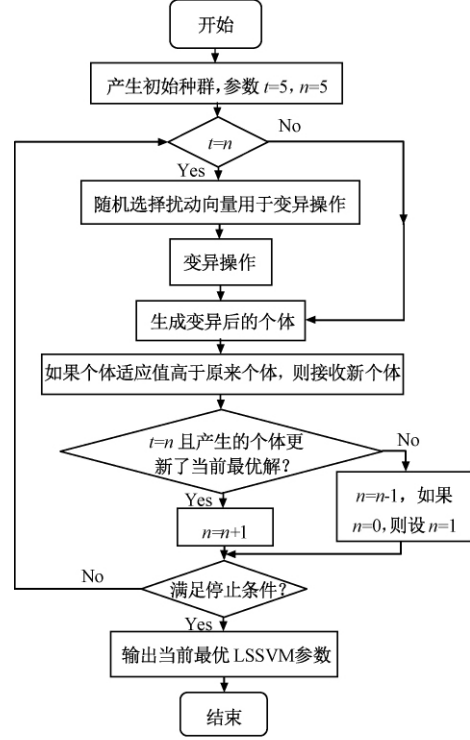 开始
产生初始种群,参数 t=5, n=5
t=n
No
Yes
随机选择扰动向量用于变异操作
变异操作
生成变异后的个体
如果个体适应值高于原来个体，则接收新个体
t=n 且产生的个体更
新了当前最优解？
No
Yes
n=n+1
n=n-1，如果
n=0,则设 n=1
No
满足停止条件？
Yes
输出当前最优 LSSVM参数
结束